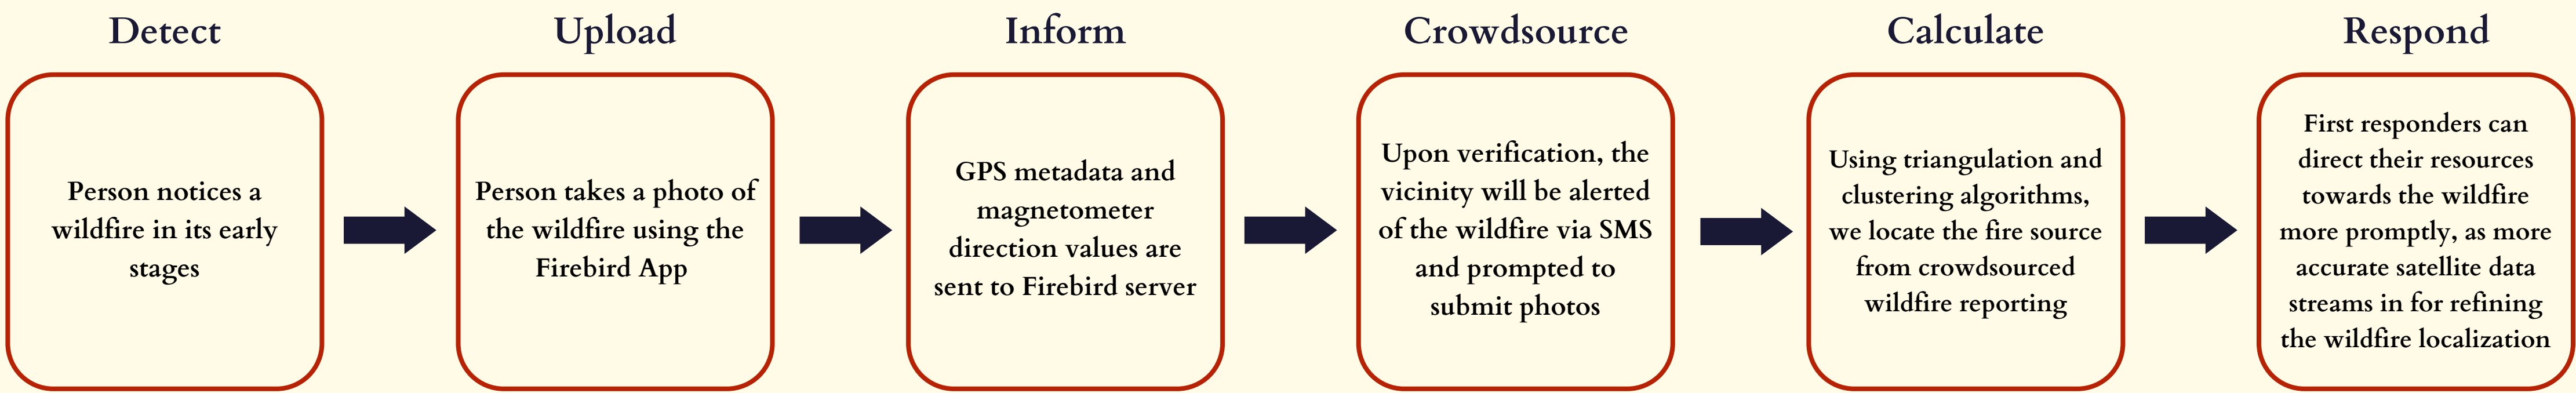 Detect
Person notices a
wildfire in its early
stages
Upload
Person takes a photo of
the wildfire using the
Firebird App
Inform
GPS metadata and
magnetometer
direction values are
sent to Firebird server
Crowdsource
Upon verification, the
vicinity will be alerted
of the wildfire via SMS
and prompted to
submit photos
Calculate
Using triangulation and
clustering algorithms,
we locate the fire source
from crowdsourced
wildfire reporting
Respond
First responders can
direct their resources
towards the wildfire
more promptly, as more
accurate satellite data
streams in for refining
the wildfire localization